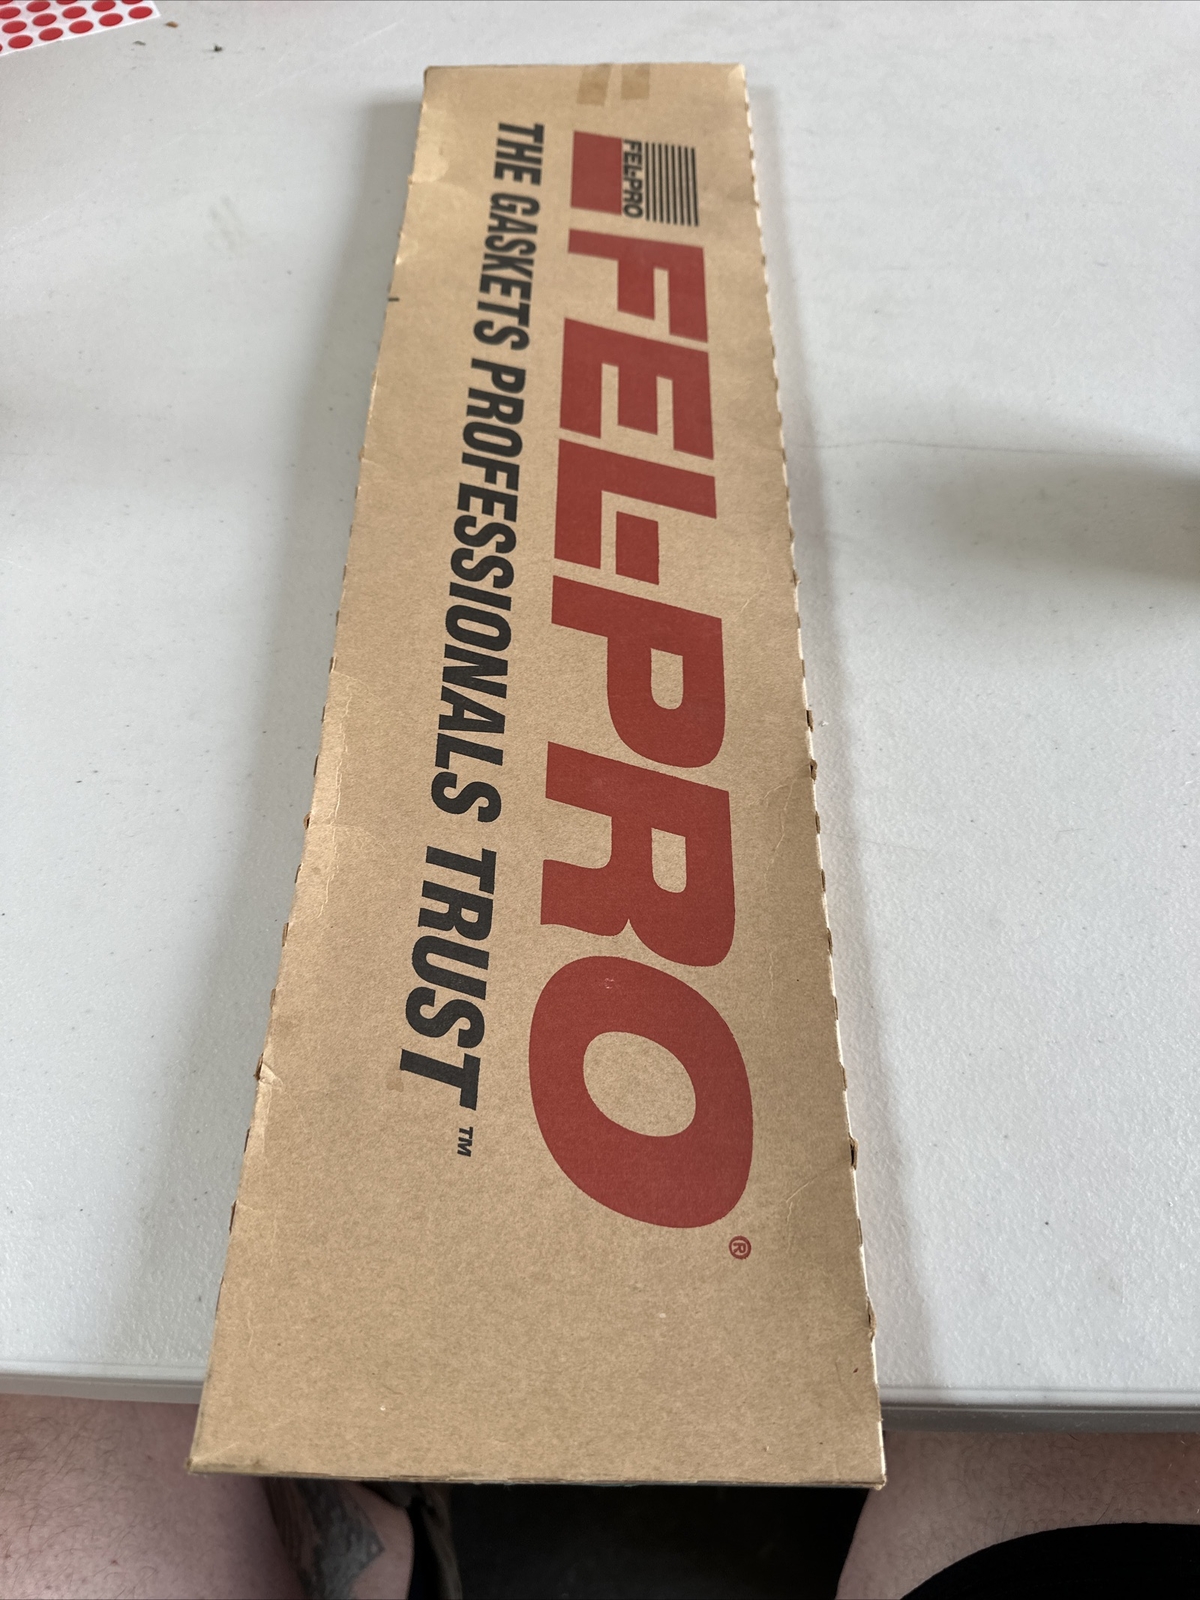 FEL-PRO
FEL-PRO®
THE GASKETS PROFESSIONALS TRUST™